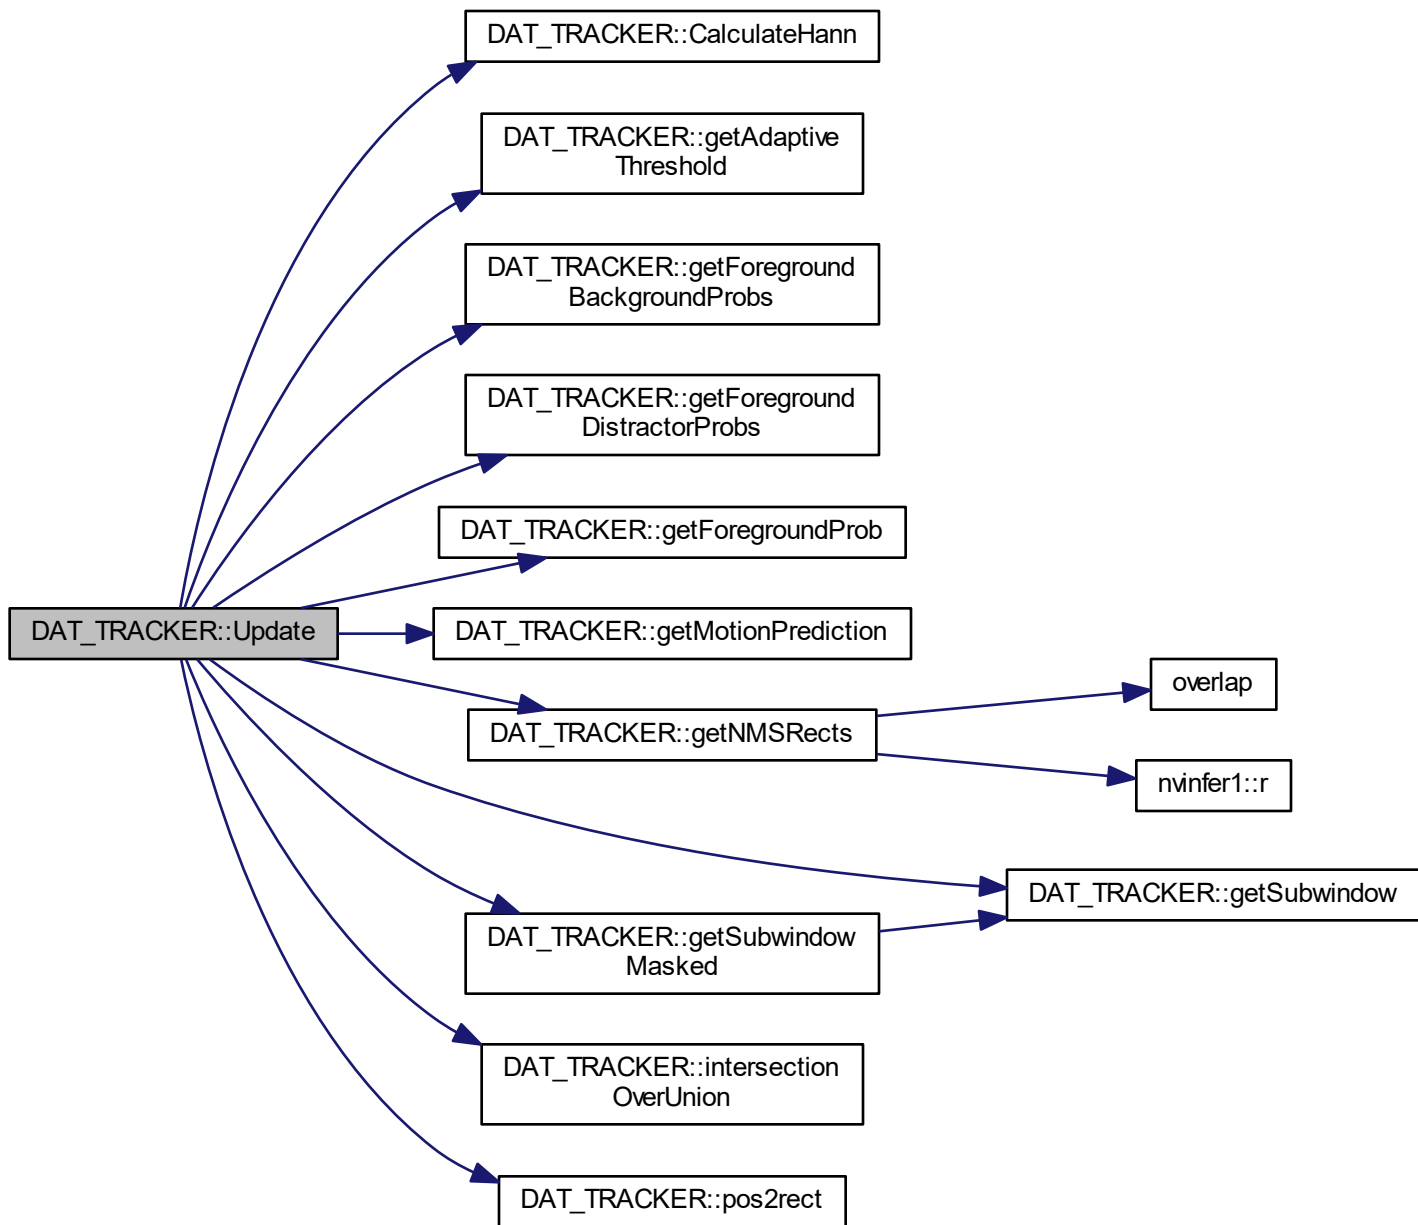 DAT_TRACKER::CalculateHann
DAT_TRACKER::getAdaptive
Threshold
DAT_TRACKER::getForeground
BackgroundProbs
DAT_TRACKER::getForeground
DistractorProbs
DAT_TRACKER::getForegroundProb
DAT_TRACKER::Update
DAT_TRACKER::getMotionPrediction
overlap
DAT_TRACKER::getNMSRects
nvinfer1::r
DAT_TRACKER::getSubwindow
DAT_TRACKER::getSubwindow
Masked
DAT_TRACKER::intersection
OverUnion
DAT_TRACKER::pos2rect